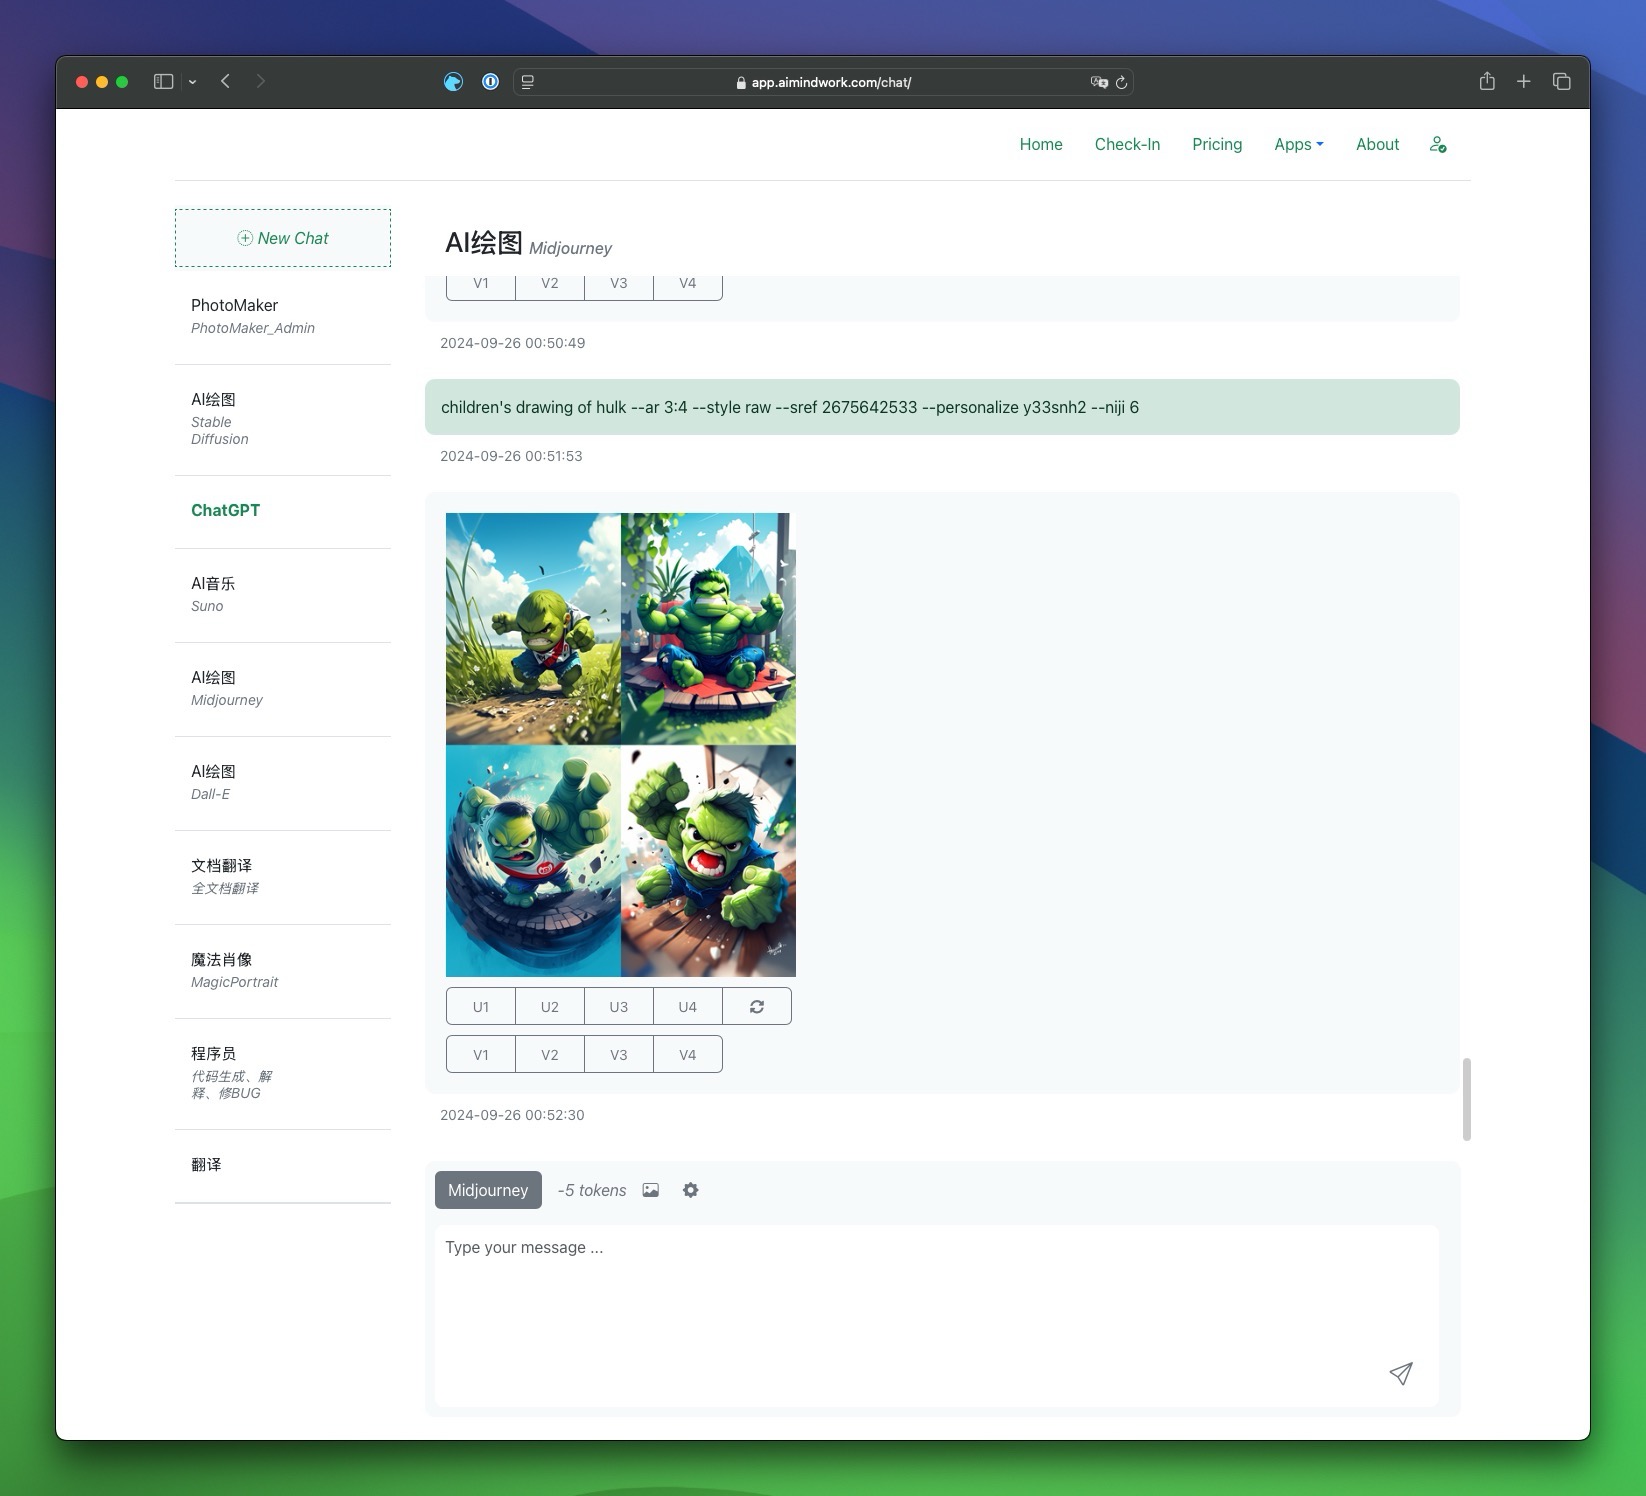 app.aimindwork.com/chat/
Home
Check-In
Pricing
Apps
About
New Chat
PhotoMaker
PhotoMaker_Admin
AI绘图
Stable
Diffusion
ChatGPT
AI音乐
Suno
AI绘图
Midjourney
AI绘图
Dall-E
文档翻译
全文档翻译
魔法肖像
MagicPortrait
程序员
代码生成、解
释、修BUG
翻译
AI绘图 Midjourney
V1 V2 V3 V4
2024-09-26 00:50:49
children's drawing of hulk --ar 3:4 --style raw --sref 2675642533 --personalize y33snh2 --niji 6
2024-09-26 00:51:53
U1 U2 U3 U4
V1 V2 V3 V4
2024-09-26 00:52:30
Midjourney -5 tokens
Type your message ...